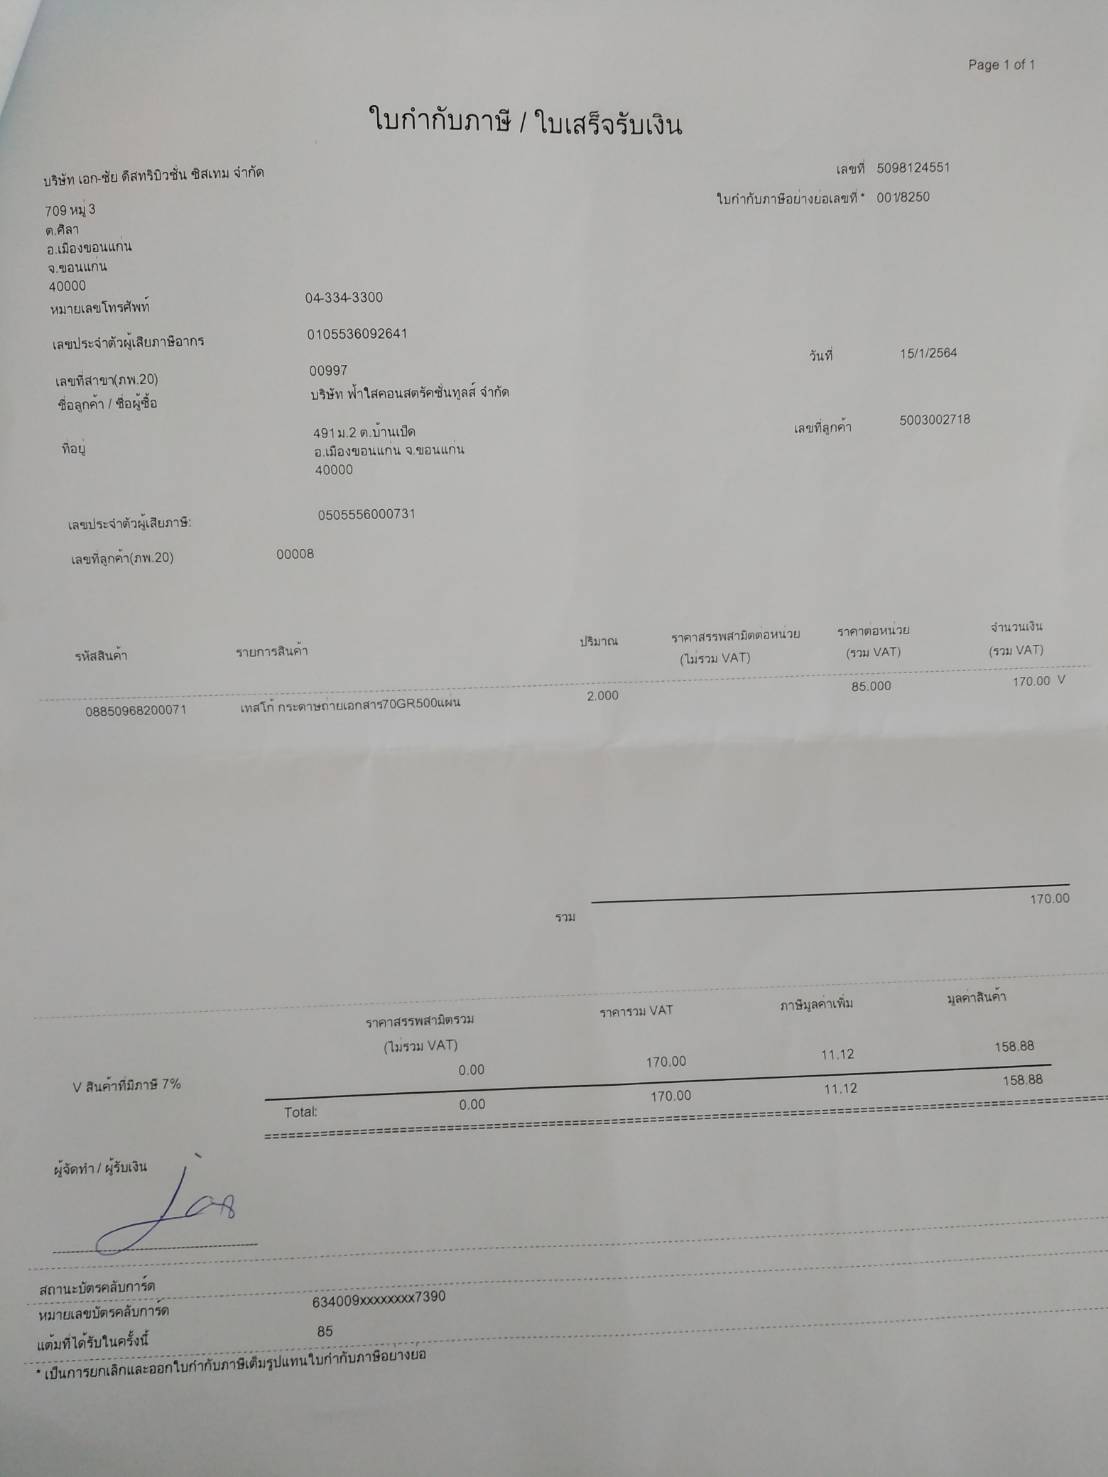 Page 1 of 1
ใบกำกับภาษี / ใบเสร็จรับเงิน
บริษัท เอก-ชัย ดีสทริบิวชั่น ซิสเทม จำกัด
เลขที่ 5098124551
ใบกำกับภาษีอย่างย่อเลขที่ * 001/8250
709 หมู่ 3
ต.ศิลา
อ.เมืองขอนแก่น
จ.ขอนแก่น
40000
หมายเลขโทรศัพท์ 04-334-3300
เลขประจำตัวผู้เสียภาษีอากร 0105536092641
วันที่ 15/1/2564
เลขที่สาขา(ภพ.20) 00997
ชื่อลูกค้า / ชื่อผู้ซื้อ บริษัท ฟ้าใสคอนสตรัคชั่นทูลส์ จำกัด
เลขที่ลูกค้า 5003002718
ที่อยู่ 491 ม.2 ต.บ้านเป็ด
อ.เมืองขอนแก่น จ.ขอนแก่น
40000
เลขประจำตัวผู้เสียภาษี: 0505556000731
เลขที่ลูกค้า(ภพ.20) 00008
รหัสสินค้า รายการสินค้า ปริมาณ ราคาสรรพสามิตต่อหน่วย ราคาต่อหน่วย จำนวนเงิน
(ไม่รวม VAT) (รวม VAT) (รวม VAT)
08850968200071 เทสโก้ กระดาษถ่ายเอกสาร70GR500แผ่น 2.000 85.000 170.00 V
รวม 170.00
ราคาสรรพสามิตรวม ราคารวม VAT ภาษีมูลค่าเพิ่ม มูลค่าสินค้า
(ไม่รวม VAT)
V สินค้าที่มีภาษี 7% 0.00 170.00 11.12 158.88
Total: 0.00 170.00 11.12 158.88
ผู้จัดทำ / ผู้รับเงิน
สถานะบัตรคลับการ์ด
หมายเลขบัตรคลับการ์ด 634009xxxxxxxx7390
แต้มที่ได้รับในครั้งนี้ 85
* เป็นการยกเลิกและออกใบกำกับภาษีเต็มรูปแทนใบกำกับภาษีอย่างย่อ